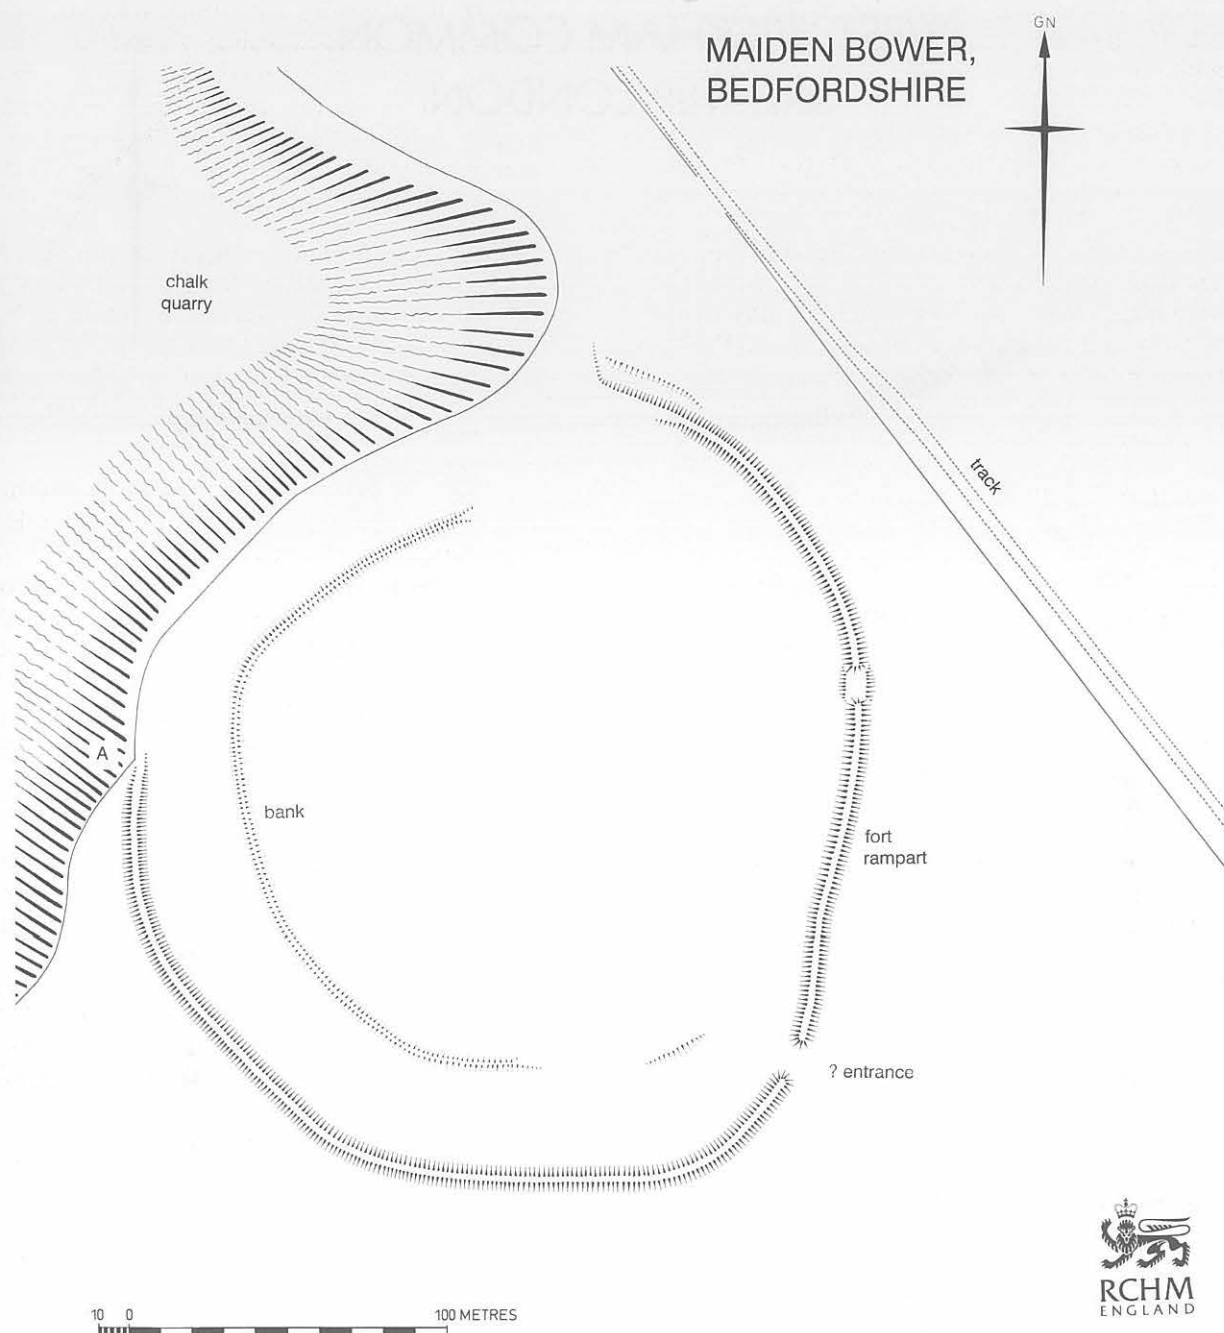 GN
MAIDEN BOWER,
BEDFORDSHIRE
chalk
quarry
track
A
bank
fort
rampart
? entrance
RCHM
ENGLAND
10 0 100 METRES